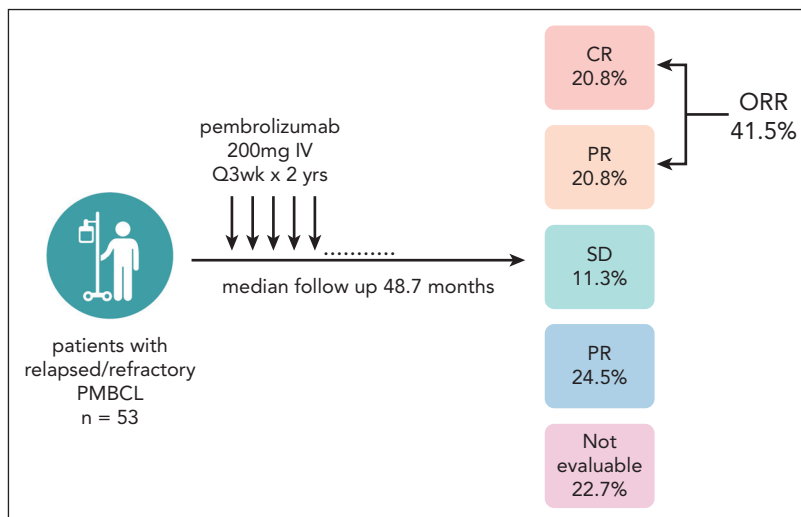 pembrolizumab
200mg IV
Q3wk x 2 yrs
median follow up 48.7 months
patients with
relapsed/refractory
PMBCL
n = 53
CR
20.8%
PR
20.8%
ORR
41.5%
SD
11.3%
PR
24.5%
Not
evaluable
22.7%